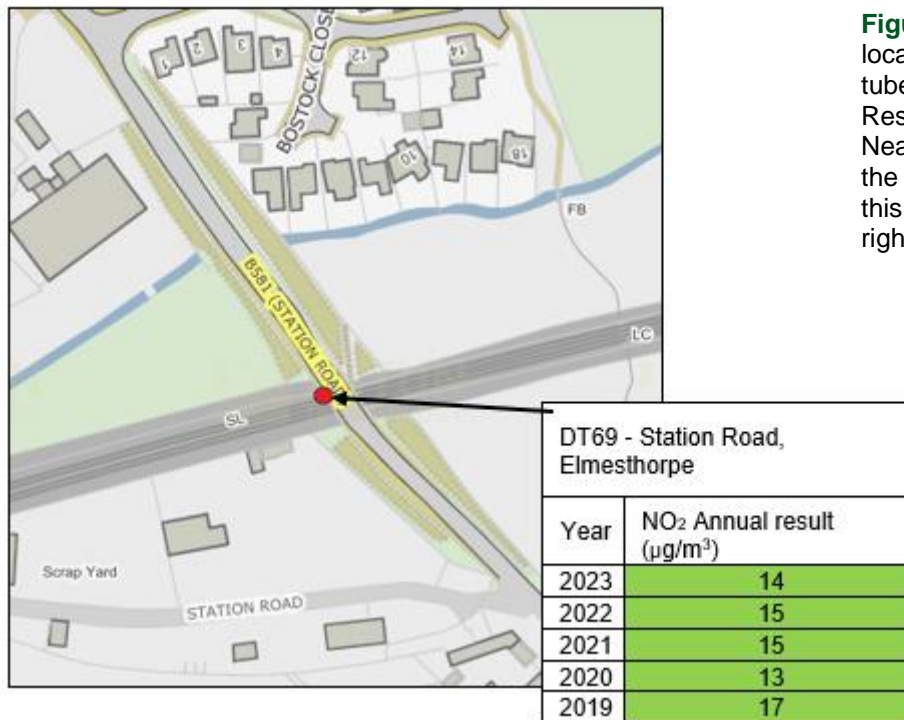 Figu
loca
tube
Res
Nea
the
this
righ
BOSTOCK CLOSE
1
2
3
4
12
14
10
18
FB
B581 (STATION ROAD)
LC
SL
Scrap Yard
STATION ROAD
DT69 - Station Road,
Elmesthorpe
Year NO₂ Annual result
(µg/m³)
2023 14
2022 15
2021 15
2020 13
2019 17